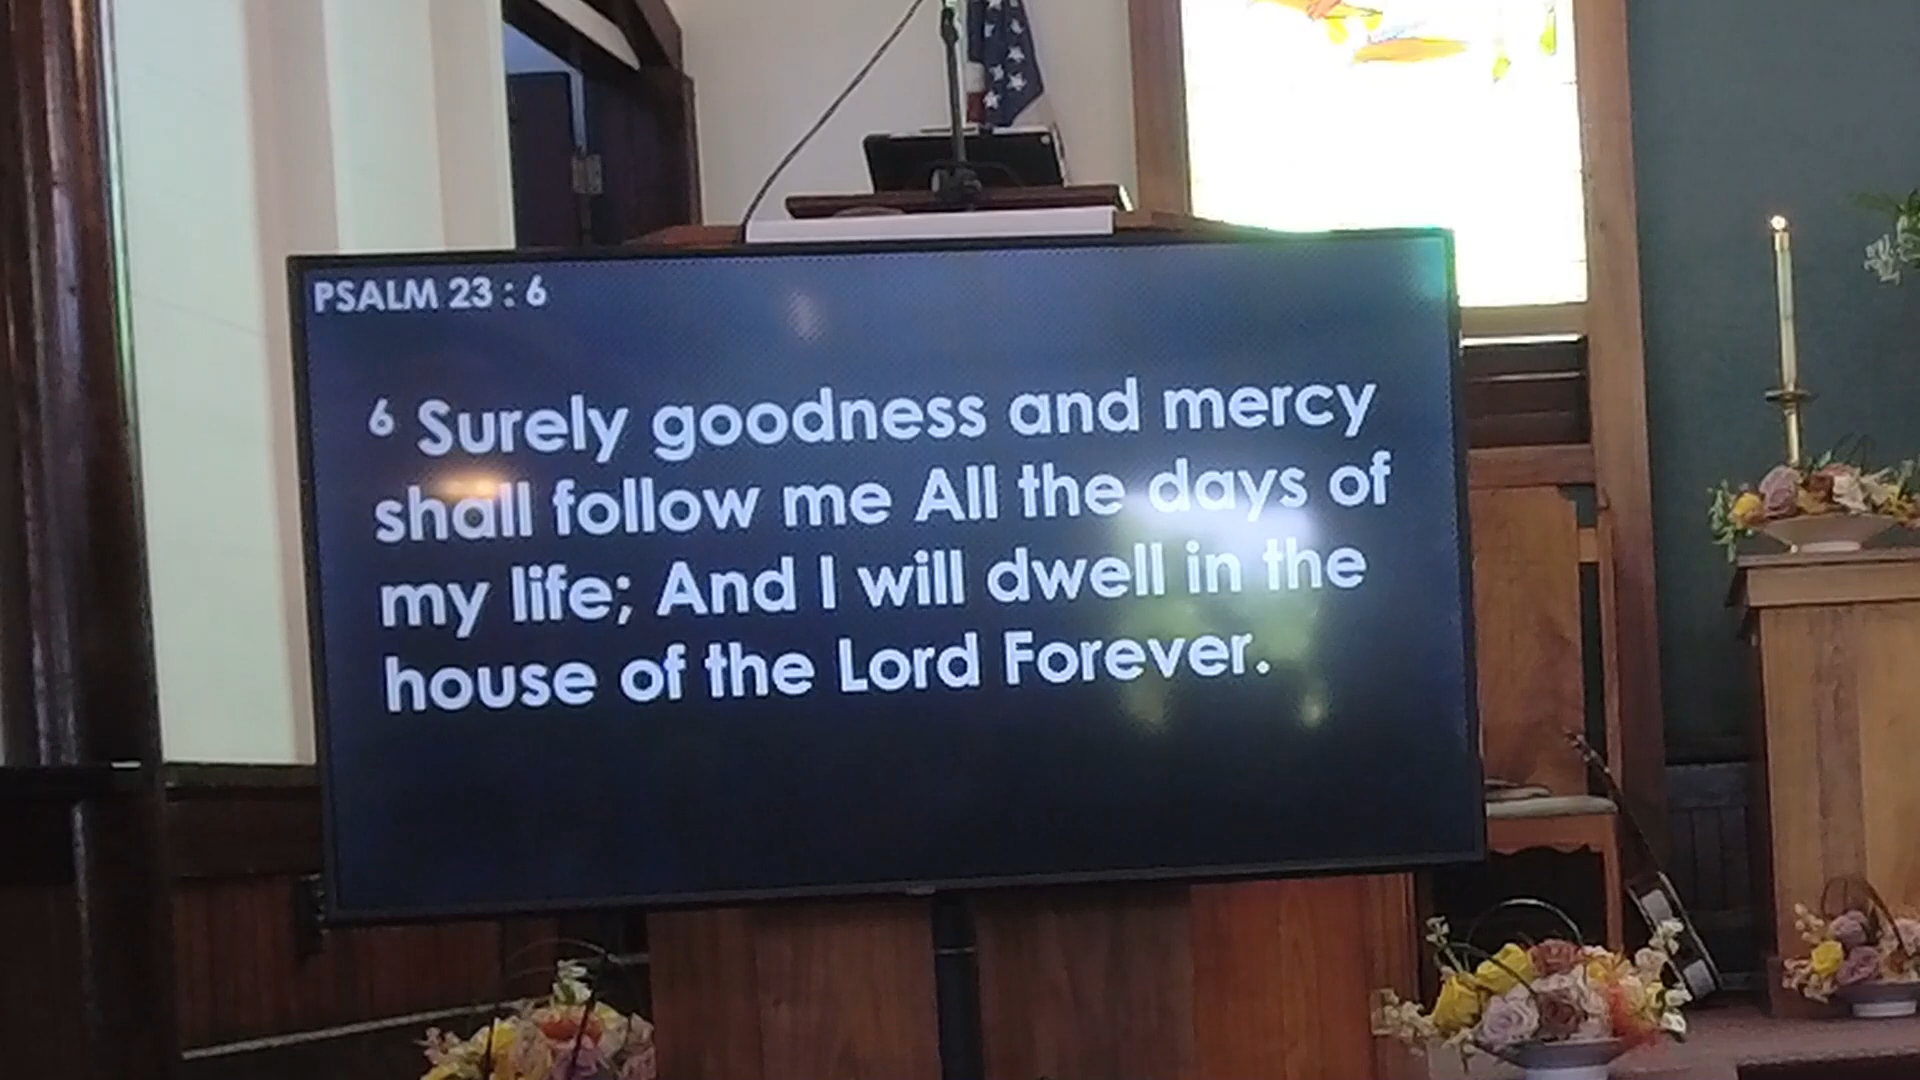 PSALM 23 : 6
6 Surely goodness and mercy
shall follow me All the days of
my life; And I will dwell in the
house of the Lord Forever.